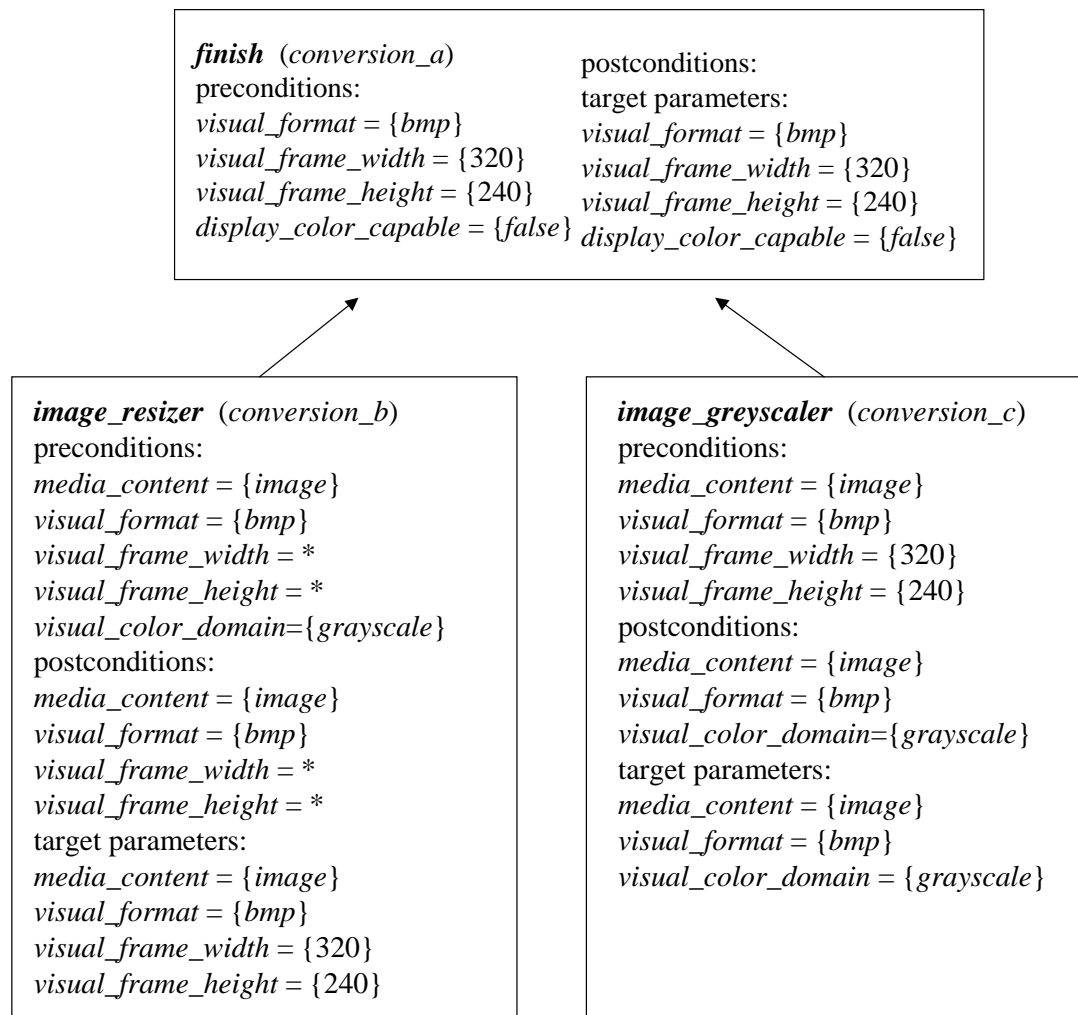 finish (conversion_a)
preconditions:
visual_format = {bmp}
visual_frame_width = {320}
visual_frame_height = {240}
display_color_capable = {false}
postconditions:
target parameters:
visual_format = {bmp}
visual_frame_width = {320}
visual_frame_height = {240}
display_color_capable = {false}
image_resizer (conversion_b)
preconditions:
media_content = {image}
visual_format = {bmp}
visual_frame_width = *
visual_frame_height = *
visual_color_domain={grayscale}
postconditions:
media_content = {image}
visual_format = {bmp}
visual_frame_width = *
visual_frame_height = *
target parameters:
media_content = {image}
visual_format = {bmp}
visual_frame_width = {320}
visual_frame_height = {240}
image_greyscaler (conversion_c)
preconditions:
media_content = {image}
visual_format = {bmp}
visual_frame_width = {320}
visual_frame_height = {240}
postconditions:
media_content = {image}
visual_format = {bmp}
visual_color_domain={grayscale}
target parameters:
media_content = {image}
visual_format = {bmp}
visual_color_domain = {grayscale}